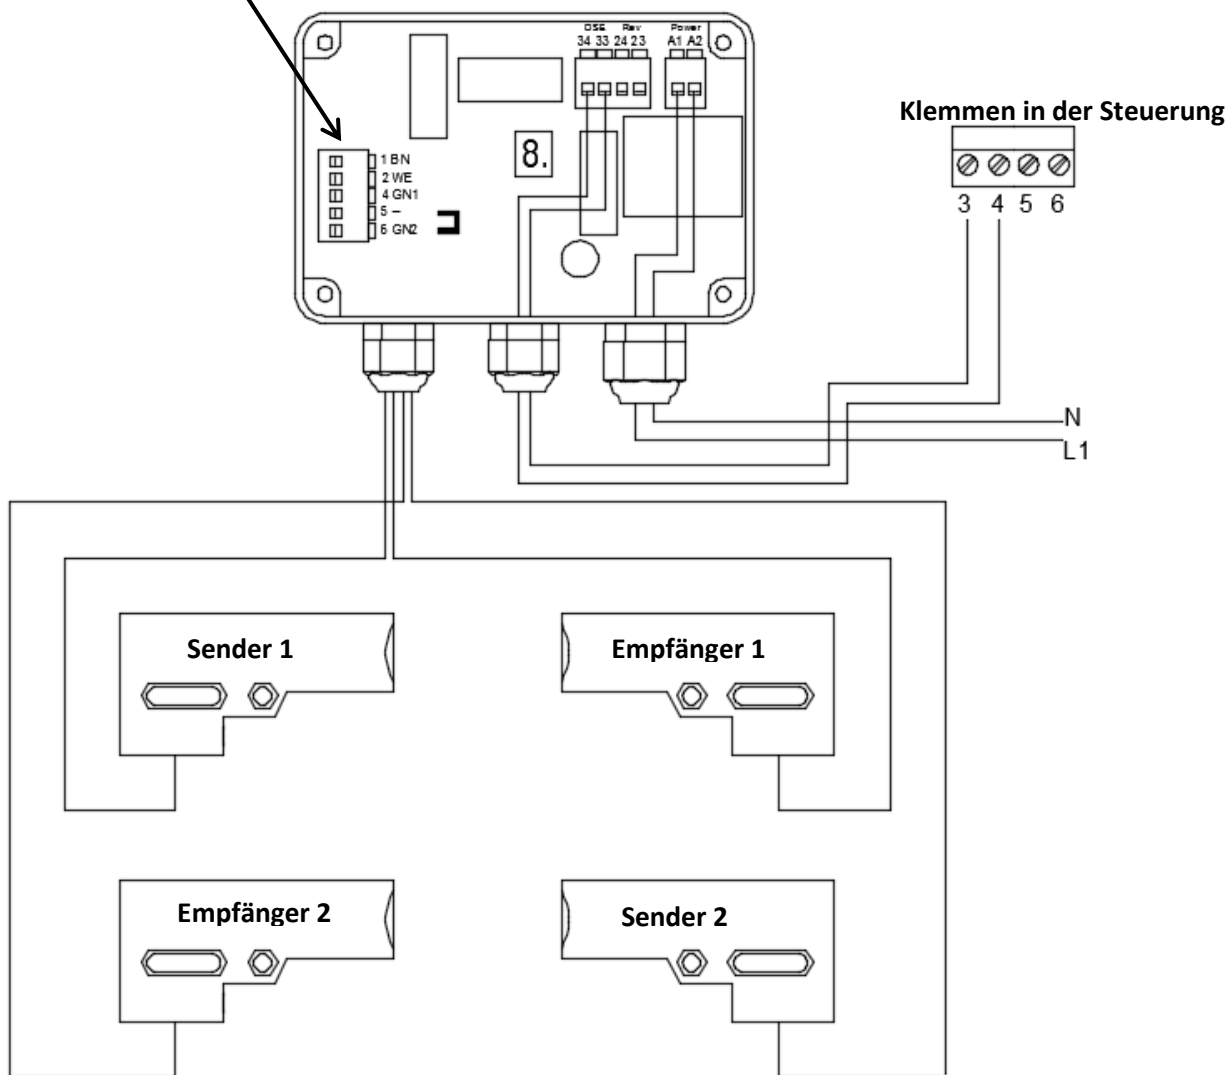 OSE Rev Power
34 33 24 23 A1 A2
Klemmen in der Steuerung
8.
1 BN
2 WE
4 GN1
5 –
6 GN2
3 4 5 6
N
L1
Sender 1
Empfänger 1
Empfänger 2
Sender 2